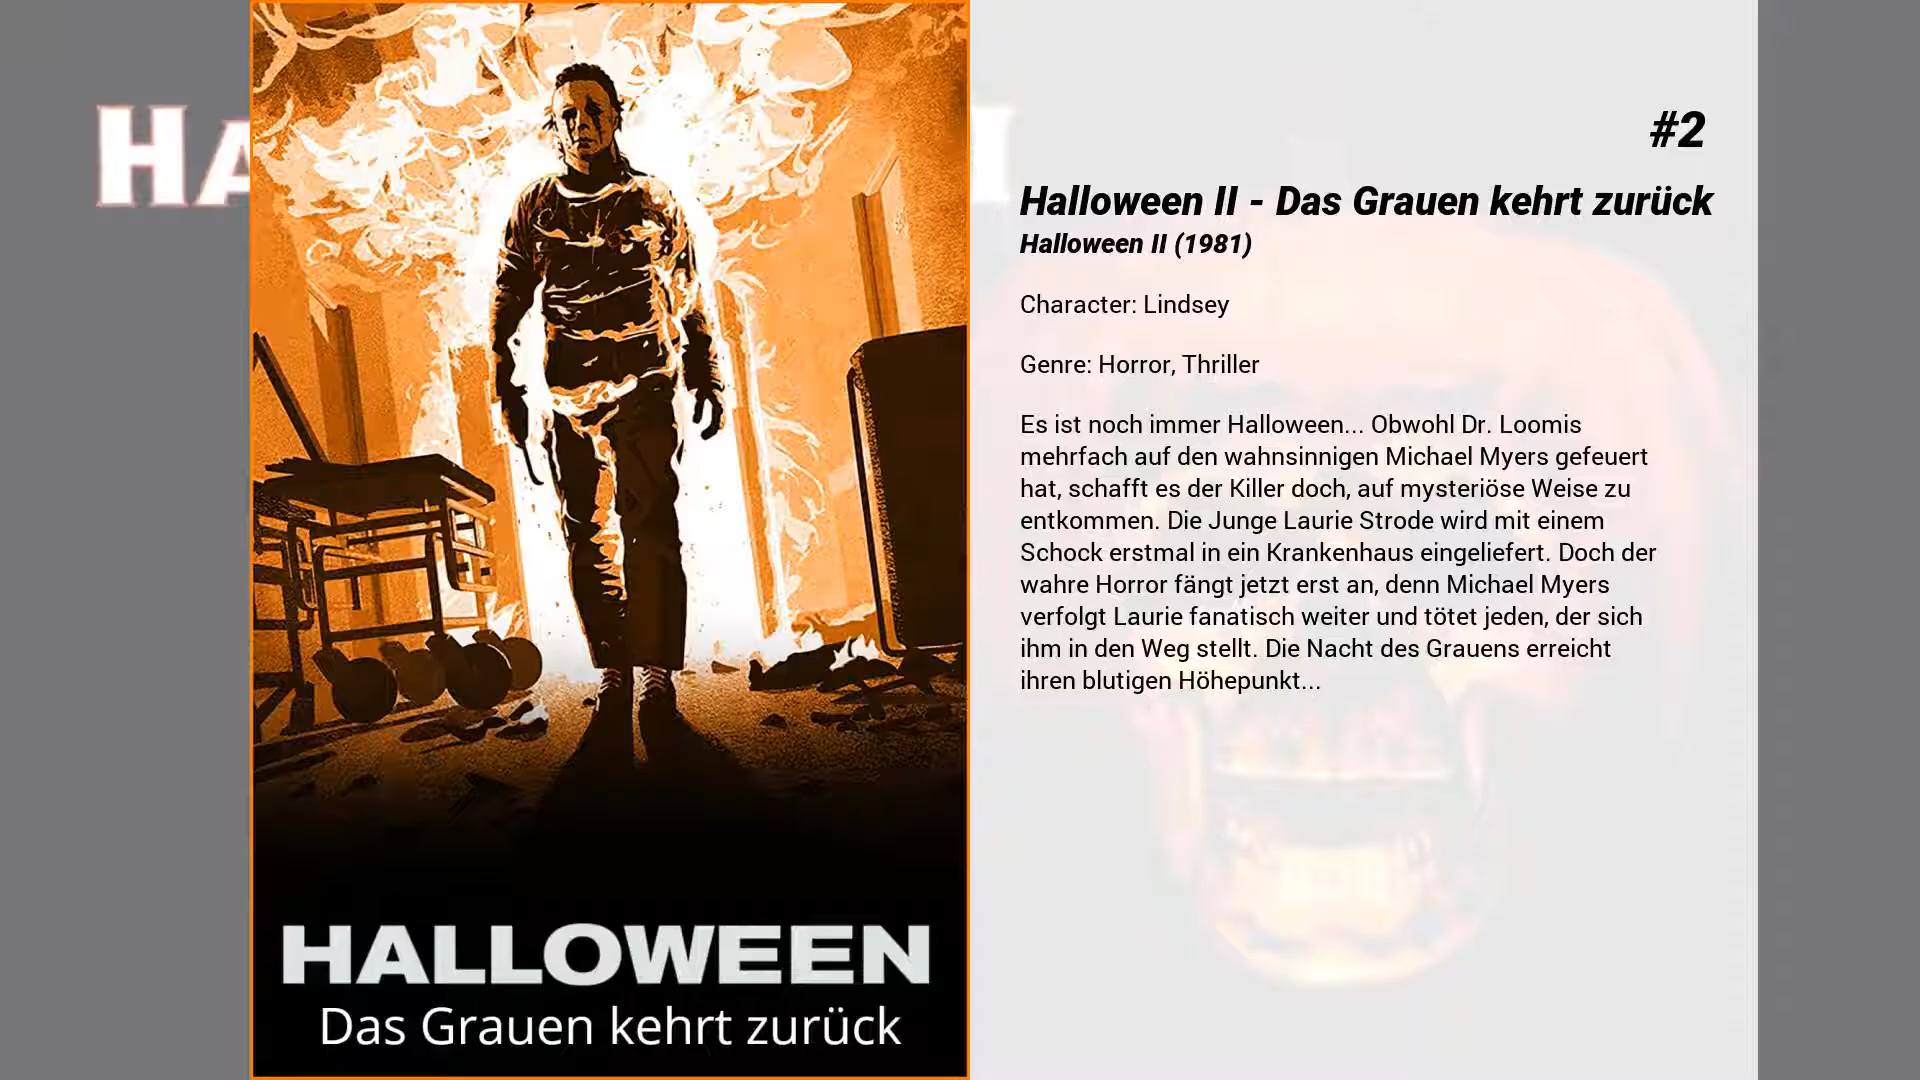 HALLOWEEN
Das Grauen kehrt zurück
#2
Halloween II - Das Grauen kehrt zurück
Halloween II (1981)
Character: Lindsey
Genre: Horror, Thriller
Es ist noch immer Halloween... Obwohl Dr. Loomis
mehrfach auf den wahnsinnigen Michael Myers gefeuert
hat, schafft es der Killer doch, auf mysteriöse Weise zu
entkommen. Die Junge Laurie Strode wird mit einem
Schock erstmal in ein Krankenhaus eingeliefert. Doch der
wahre Horror fängt jetzt erst an, denn Michael Myers
verfolgt Laurie fanatisch weiter und tötet jeden, der sich
ihm in den Weg stellt. Die Nacht des Grauens erreicht
ihren blutigen Höhepunkt...